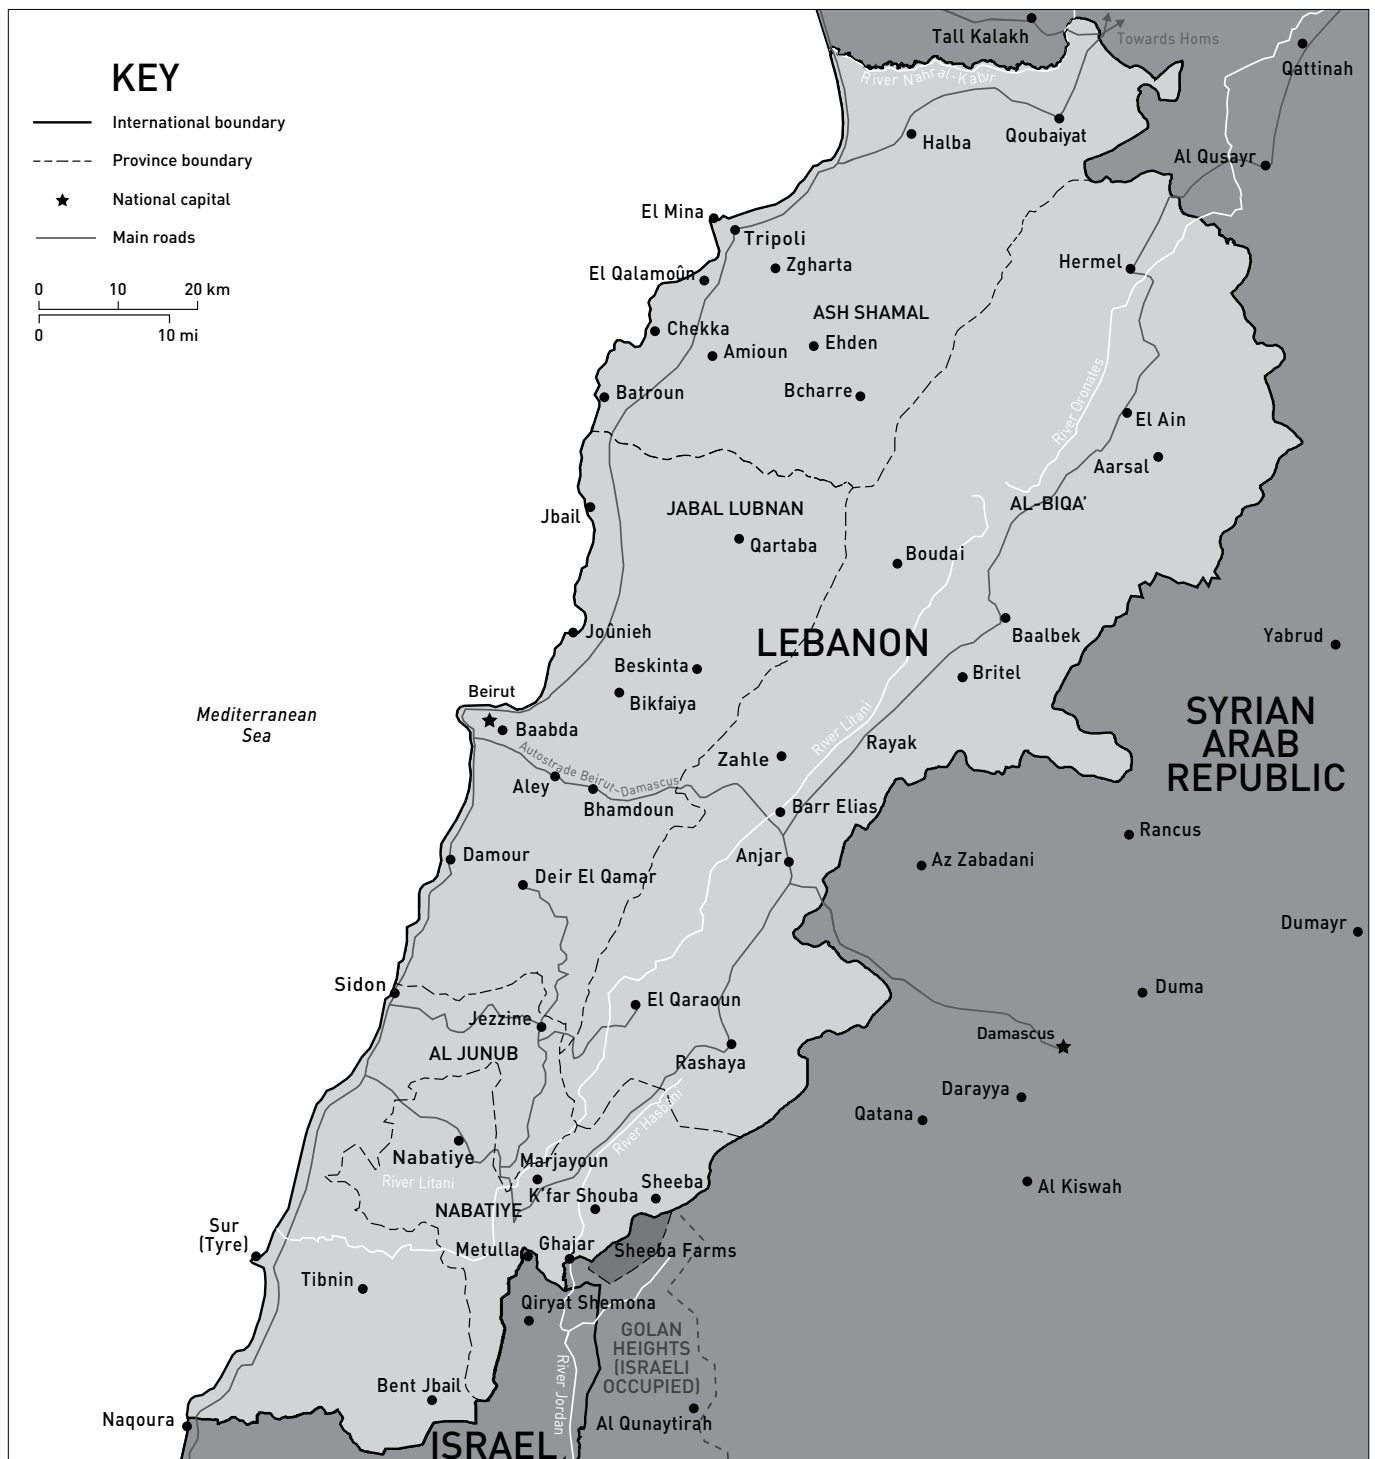 KEY
International boundary
Province boundary
National capital
Main roads
0 10 20 km
0 10 mi
Tall Kalakh
Towards Homs
Qattinah
River Nahral-Kabir
Halba
Qoubaiyat
Al Qusayr
El Mina
Tripoli
Zgharta
Hermel
El Qalamoûn
ASH SHAMAL
Chekka
Amioun
Ehden
Bcharre
Batroun
River Oronates
El Ain
Aarsal
AL-BIQA’
Jbail
JABAL LUBNAN
Qartaba
Boudai
Joûnieh
LEBANON
Baalbek
Yabrud
Beskinta
Britel
Bikfaiya
Beirut
Baabda
Mediterranean
Sea
SYRIAN
ARAB
REPUBLIC
River Litani
Rayak
Zahle
Autostrade Beirut-Damascus
Aley
Bhamdoun
Barr Elias
Rancus
Damour
Anjar
Az Zabadani
Deir El Qamar
Dumayr
Sidon
El Qaraoun
Duma
Jezzine
Damascus
AL JUNUB
Rashaya
Darayya
Qatana
River Hasbani
Nabatiye
Marjayoun
River Litani
Sheeba
Al Kiswah
K’far Shouba
NABATIYE
Sur
(Tyre)
Metulla
Ghajar
Sheeba Farms
Tibnin
Qiryat Shemona
GOLAN
HEIGHTS
(ISRAELI
OCCUPIED)
River Jordan
Bent Jbail
Naqoura
Al Qunaytirah
ISRAEL